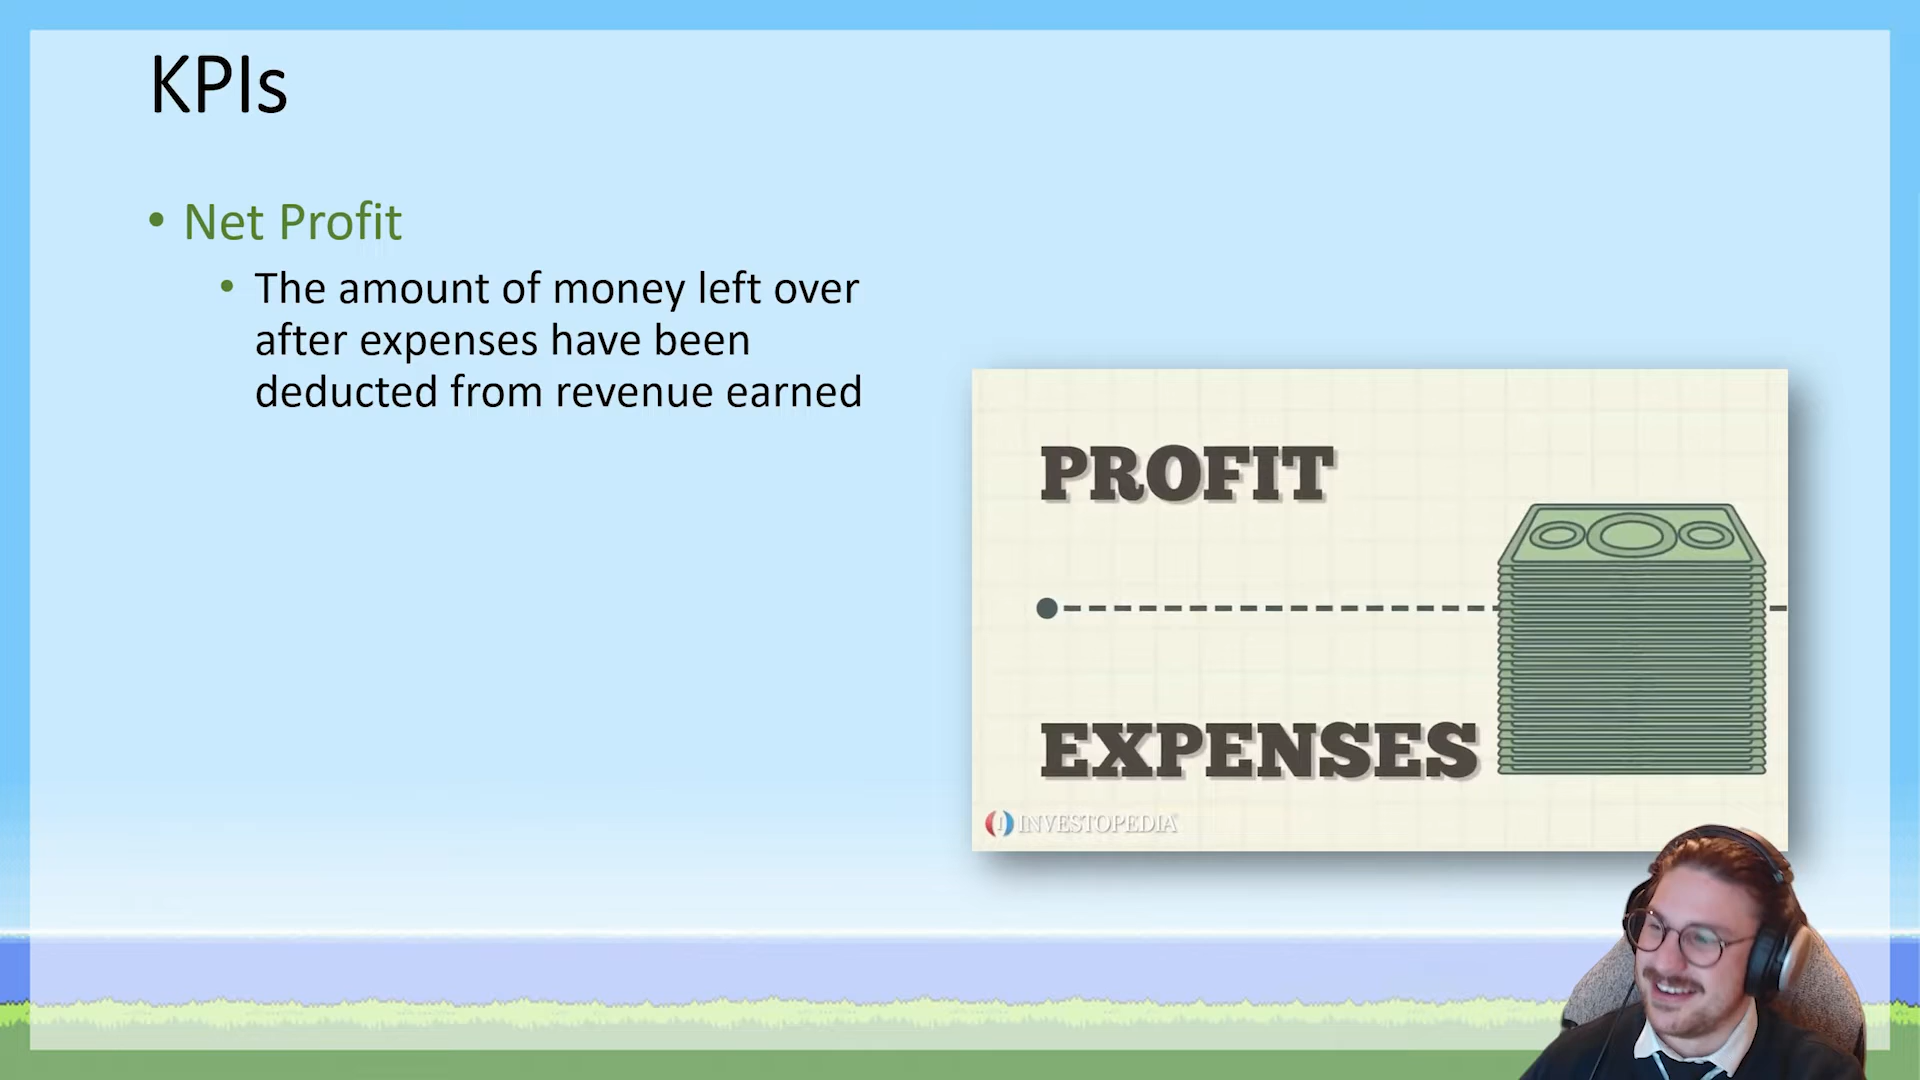 KPIs
• Net Profit
• The amount of money left over
after expenses have been
deducted from revenue earned
PROFIT
EXPENSES
INVESTOPEDIA